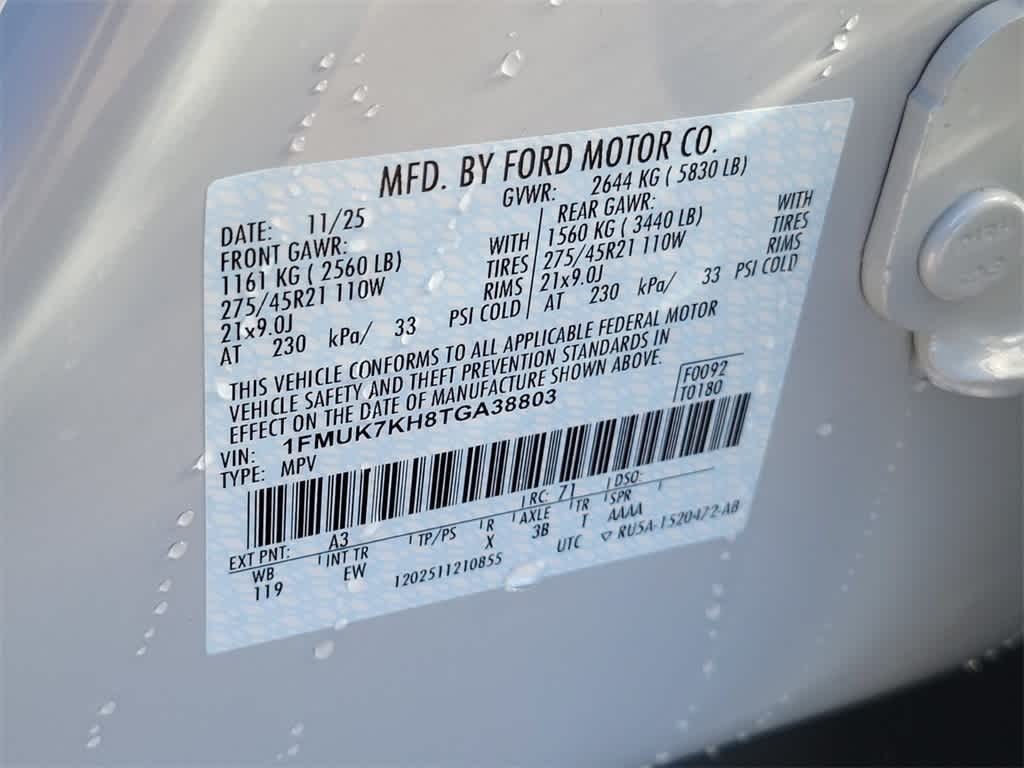 MFD. BY FORD MOTOR CO.
DATE: 11/25 GVWR: 2644 KG ( 5830 LB)
FRONT GAWR: REAR GAWR:
1161 KG ( 2560 LB) WITH 1560 KG ( 3440 LB) WITH
275/45R21 110W TIRES 275/45R21 110W TIRES
21x9.0J RIMS 21x9.0J RIMS
AT 230 kPa/ 33 PSI COLD AT 230 kPa/ 33 PSI COLD
THIS VEHICLE CONFORMS TO ALL APPLICABLE FEDERAL MOTOR
VEHICLE SAFETY AND THEFT PREVENTION STANDARDS IN
EFFECT ON THE DATE OF MANUFACTURE SHOWN ABOVE.
VIN: 1FMUK7KH8TGA38803 F0092
TYPE: MPV T0180
EXT PNT: A3 RC: 71 DSO:
WB INT TR TP/PS R AXLE TR SPR
119 EW X 3B T AAAA
1202511210855 UTC ▽ RU5A-1520472-AB